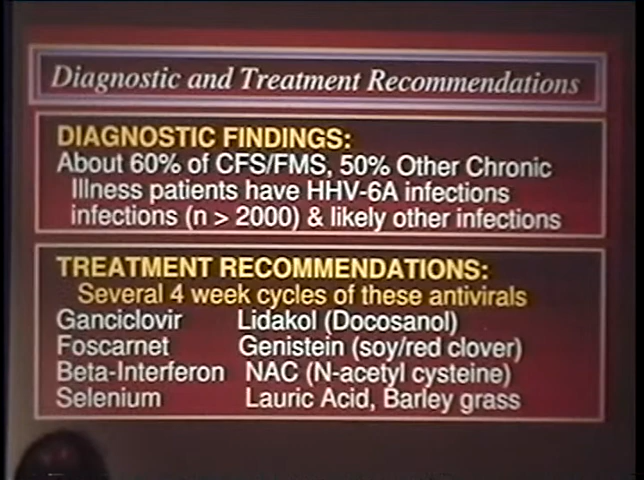 Diagnostic and Treatment Recommendations
DIAGNOSTIC FINDINGS:
About 60% of CFS/FMS, 50% Other Chronic
Illness patients have HHV-6A infections
infections (n > 2000) & likely other infections
TREATMENT RECOMMENDATIONS:
Several 4 week cycles of these antivirals
Ganciclovir Lidakol (Docosanol)
Foscarnet Genistein (soy/red clover)
Beta-Interferon NAC (N-acetyl cysteine)
Selenium Lauric Acid, Barley grass